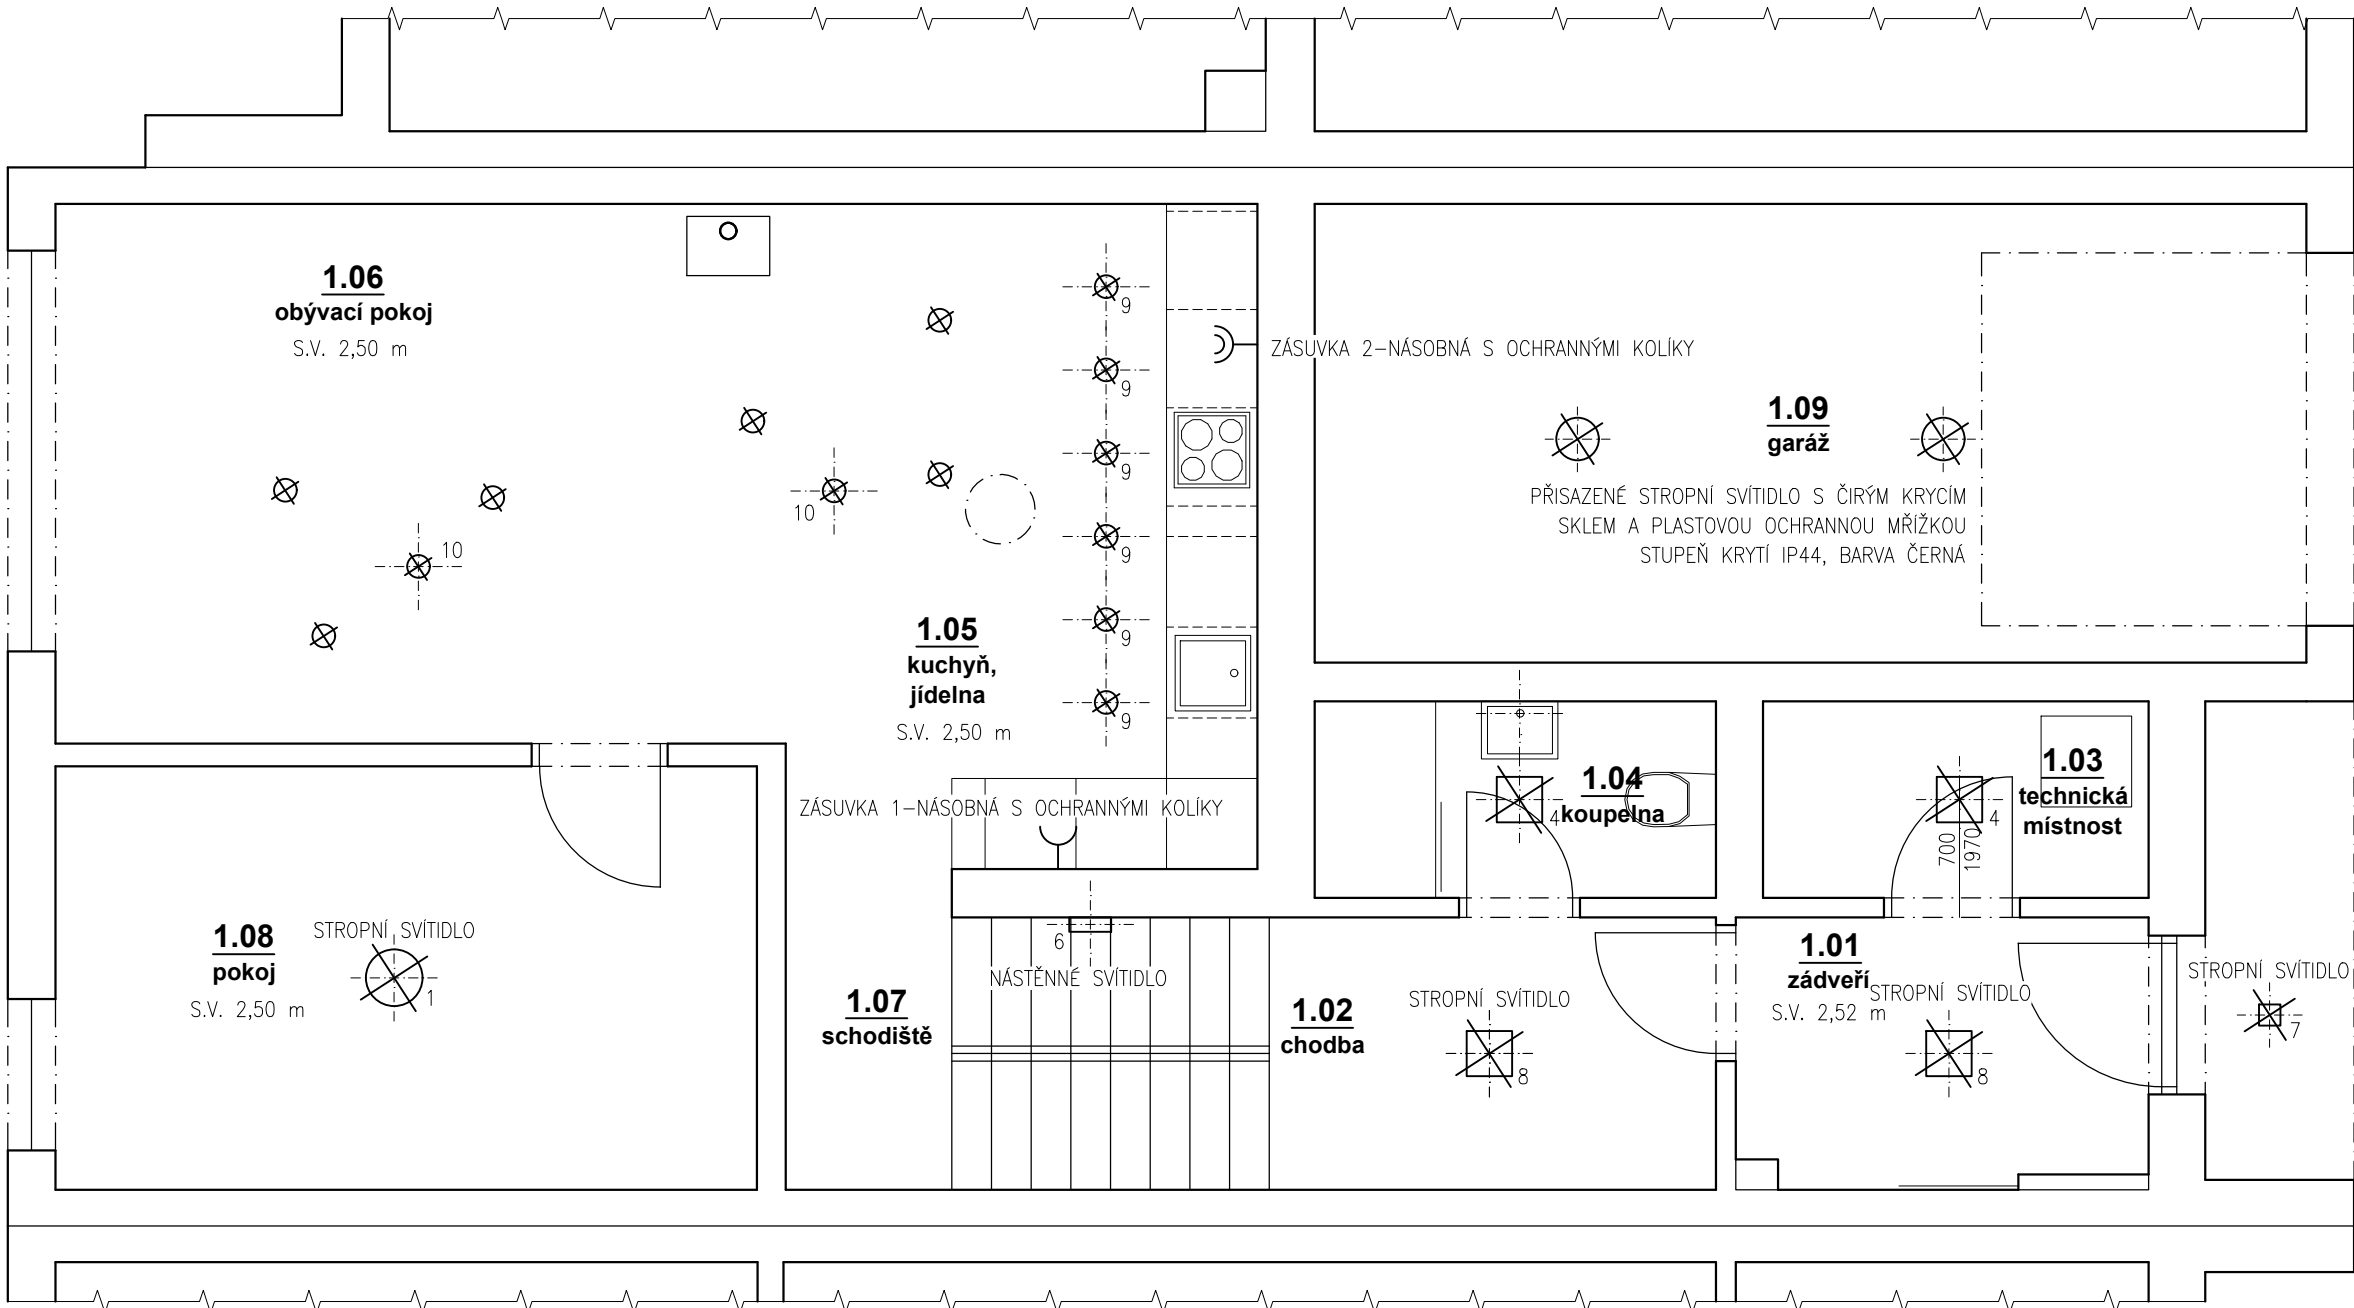 1.06
obývací pokoj
S.V. 2,50 m
9
9
9
9
9
9
10
10
ZÁSUVKA 2-NÁSOBNÁ S OCHRANNÝMI KOLÍKY
1.09
garáž
PŘISAZENÉ STROPNÍ SVÍTIDLO S ČIRÝM KRYCÍM
SKLEM A PLASTOVOU OCHRANNOU MŘÍŽKOU
STUPEŇ KRYTÍ IP44, BARVA ČERNÁ
1.05
kuchyň,
jídelna
S.V. 2,50 m
ZÁSUVKA 1-NÁSOBNÁ S OCHRANNÝMI KOLÍKY
1.04
koupelna
4
1.03
technická
místnost
4
700
1970
1.08
pokoj
S.V. 2,50 m
STROPNÍ SVÍTIDLO
1
1.07
schodiště
6
NÁSTĚNNÉ SVÍTIDLO
1.02
chodba
STROPNÍ SVÍTIDLO
8
1.01
zádveří
S.V. 2,52 m
STROPNÍ SVÍTIDLO
8
STROPNÍ SVÍTIDLO
7